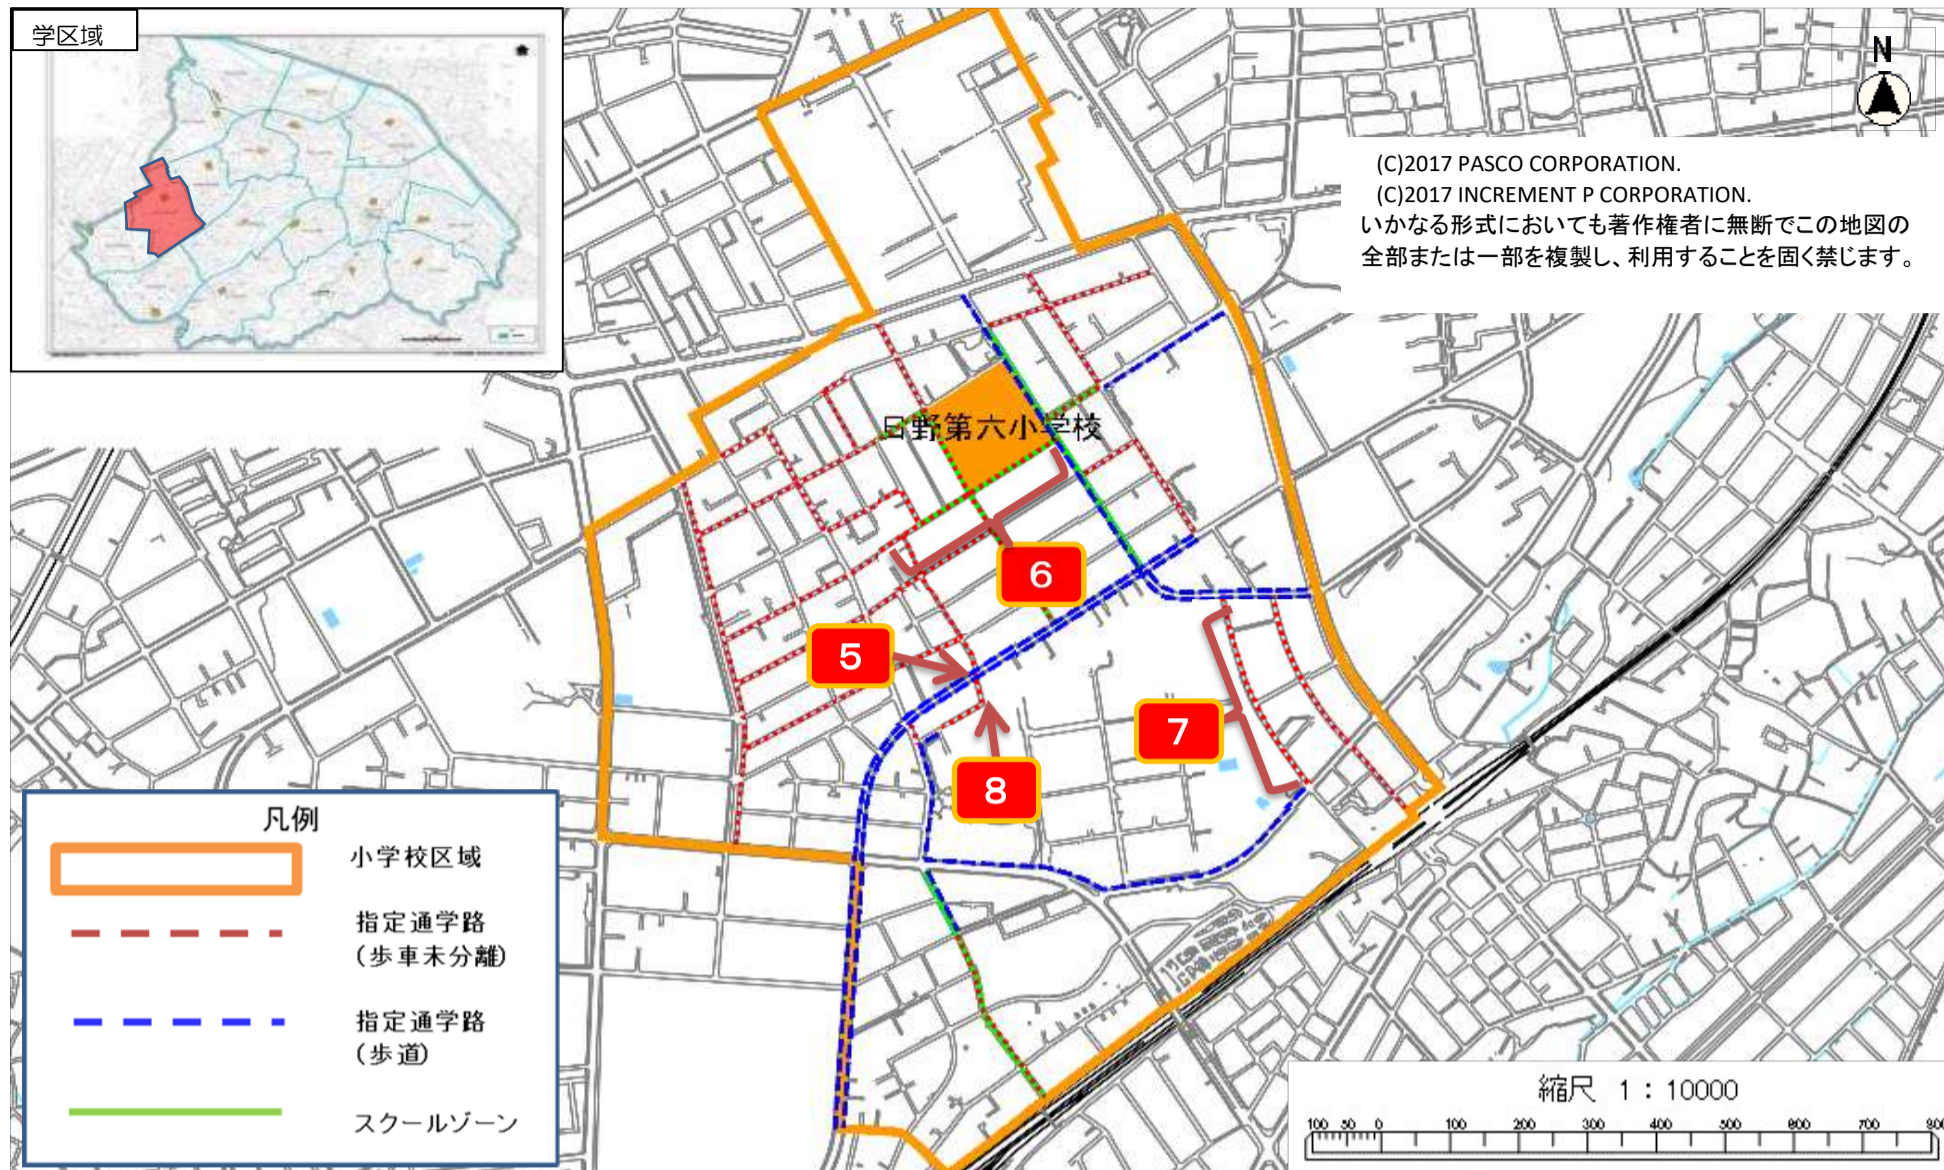 学区域
N
(C)2017 PASCO CORPORATION.
(C)2017 INCREMENT P CORPORATION.
いかなる形式においても著作権者に無断でこの地図の
全部または一部を複製し、利用することを固く禁じます。
日野第六小学校
6
5
7
8
凡例
小学校区域
指定通学路
(歩車未分離)
指定通学路
(歩道)
スクールゾーン
縮尺 1:10000
100 50 0 100 200 300 400 500 600 700 800